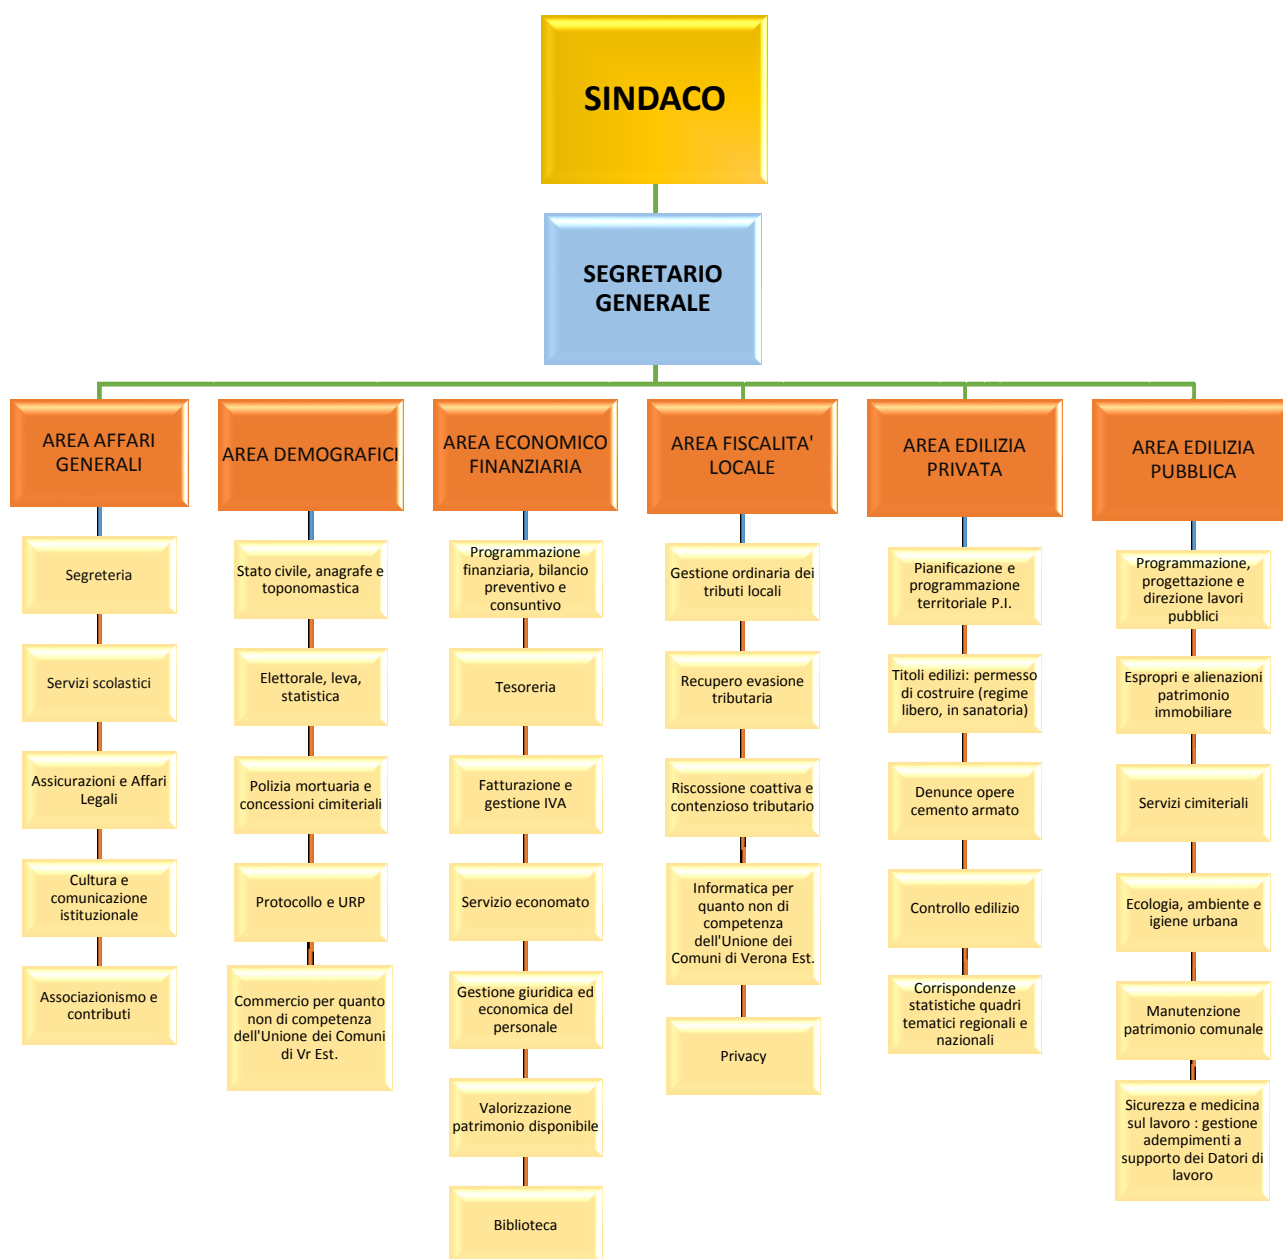 SINDACO
SEGRETARIO
GENERALE
AREA AFFARI
GENERALI
Segreteria
Servizi scolastici
Assicurazioni e Affari
Legali
Cultura e
comunicazione
istituzionale
Associazionismo e
contributi
AREA DEMOGRAFICI
Stato civile, anagrafe e
toponomastica
Elettorale, leva,
statistica
Polizia mortuaria e
concessioni cimiteriali
Protocollo e URP
Commercio per quanto
non di competenza
dell'Unione dei Comuni
di Vr Est.
AREA ECONOMICO
FINANZIARIA
Programmazione
finanziaria, bilancio
preventivo e
consuntivo
Tesoreria
Fatturazione e
gestione IVA
Servizio economato
Gestione giuridica ed
economica del
personale
Valorizzazione
patrimonio disponibile
Biblioteca
AREA FISCALITA'
LOCALE
Gestione ordinaria dei
tributi locali
Recupero evasione
tributaria
Riscossione coattiva e
contenzioso tributario
Informatica per
quanto non di
competenza
dell'Unione dei
Comuni di Verona Est.
Privacy
AREA EDILIZIA
PRIVATA
Pianificazione e
programmazione
territoriale P.I.
Titoli edilizi: permesso
di costruire (regime
libero, in sanatoria)
Denunce opere
cemento armato
Controllo edilizio
Corrispondenze
statistiche quadri
tematici regionali e
nazionali
AREA EDILIZIA
PUBBLICA
Programmazione,
progettazione e
direzione lavori
pubblici
Espropri e alienazioni
patrimonio
immobiliare
Servizi cimiteriali
Ecologia, ambiente e
igiene urbana
Manutenzione
patrimonio comunale
Sicurezza e medicina
sul lavoro : gestione
adempimenti a
supporto dei Datori di
lavoro